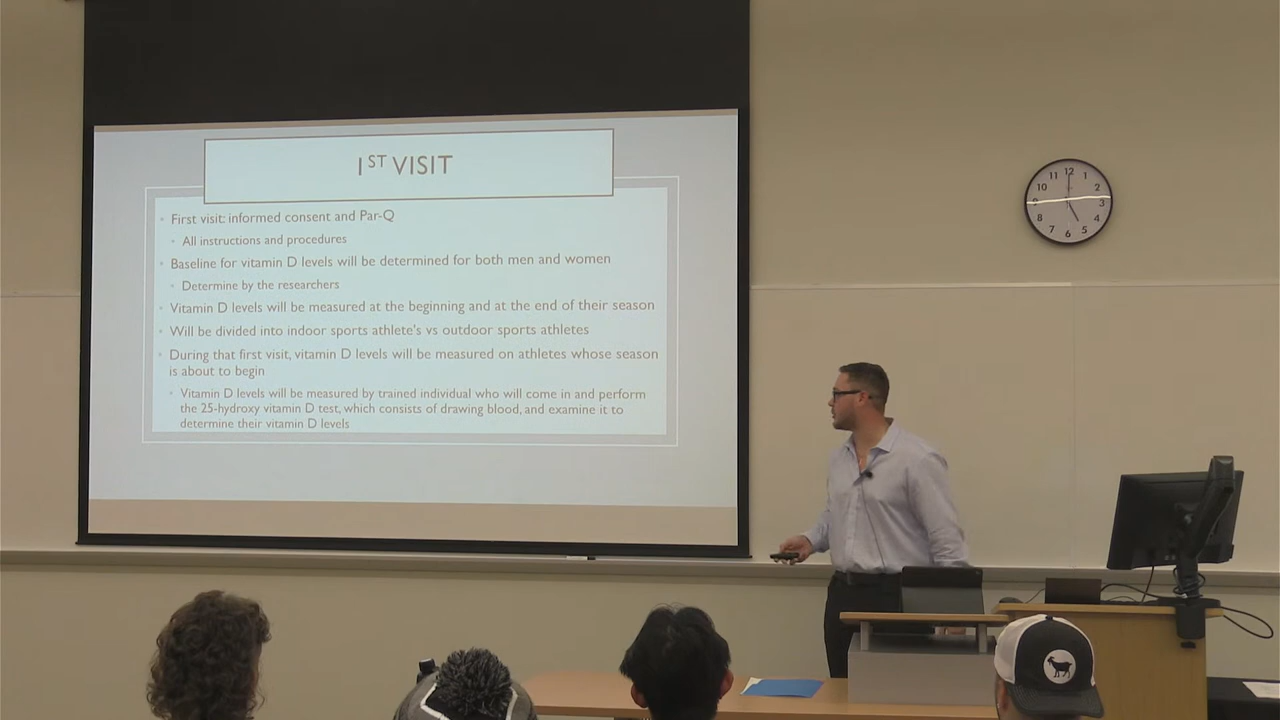 1ST VISIT
First visit: informed consent and Par-Q
All instructions and procedures
Baseline for vitamin D levels will be determined for both men and women
Determine by the researchers
Vitamin D levels will be measured at the beginning and at the end of their season
Will be divided into indoor sports athlete's vs outdoor sports athletes
During that first visit, vitamin D levels will be measured on athletes whose season
is about to begin
Vitamin D levels will be measured by trained individual who will come in and perform
the 25-hydroxy vitamin D test, which consists of drawing blood, and examine it to
determine their vitamin D levels
12
11 1
10 2
9 3
8 4
7 5
6